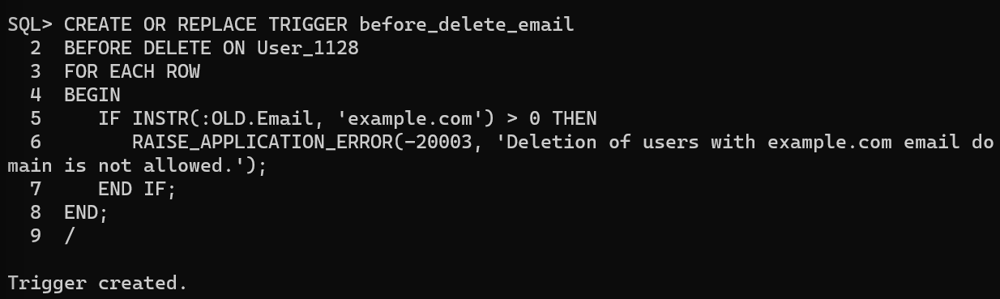 SQL> CREATE OR REPLACE TRIGGER before_delete_email
  2  BEFORE DELETE ON User_1128
  3  FOR EACH ROW
  4  BEGIN
  5     IF INSTR(:OLD.Email, 'example.com') > 0 THEN
  6        RAISE_APPLICATION_ERROR(-20003, 'Deletion of users with example.com email do
main is not allowed.');
  7     END IF;
  8  END;
  9  /
Trigger created.